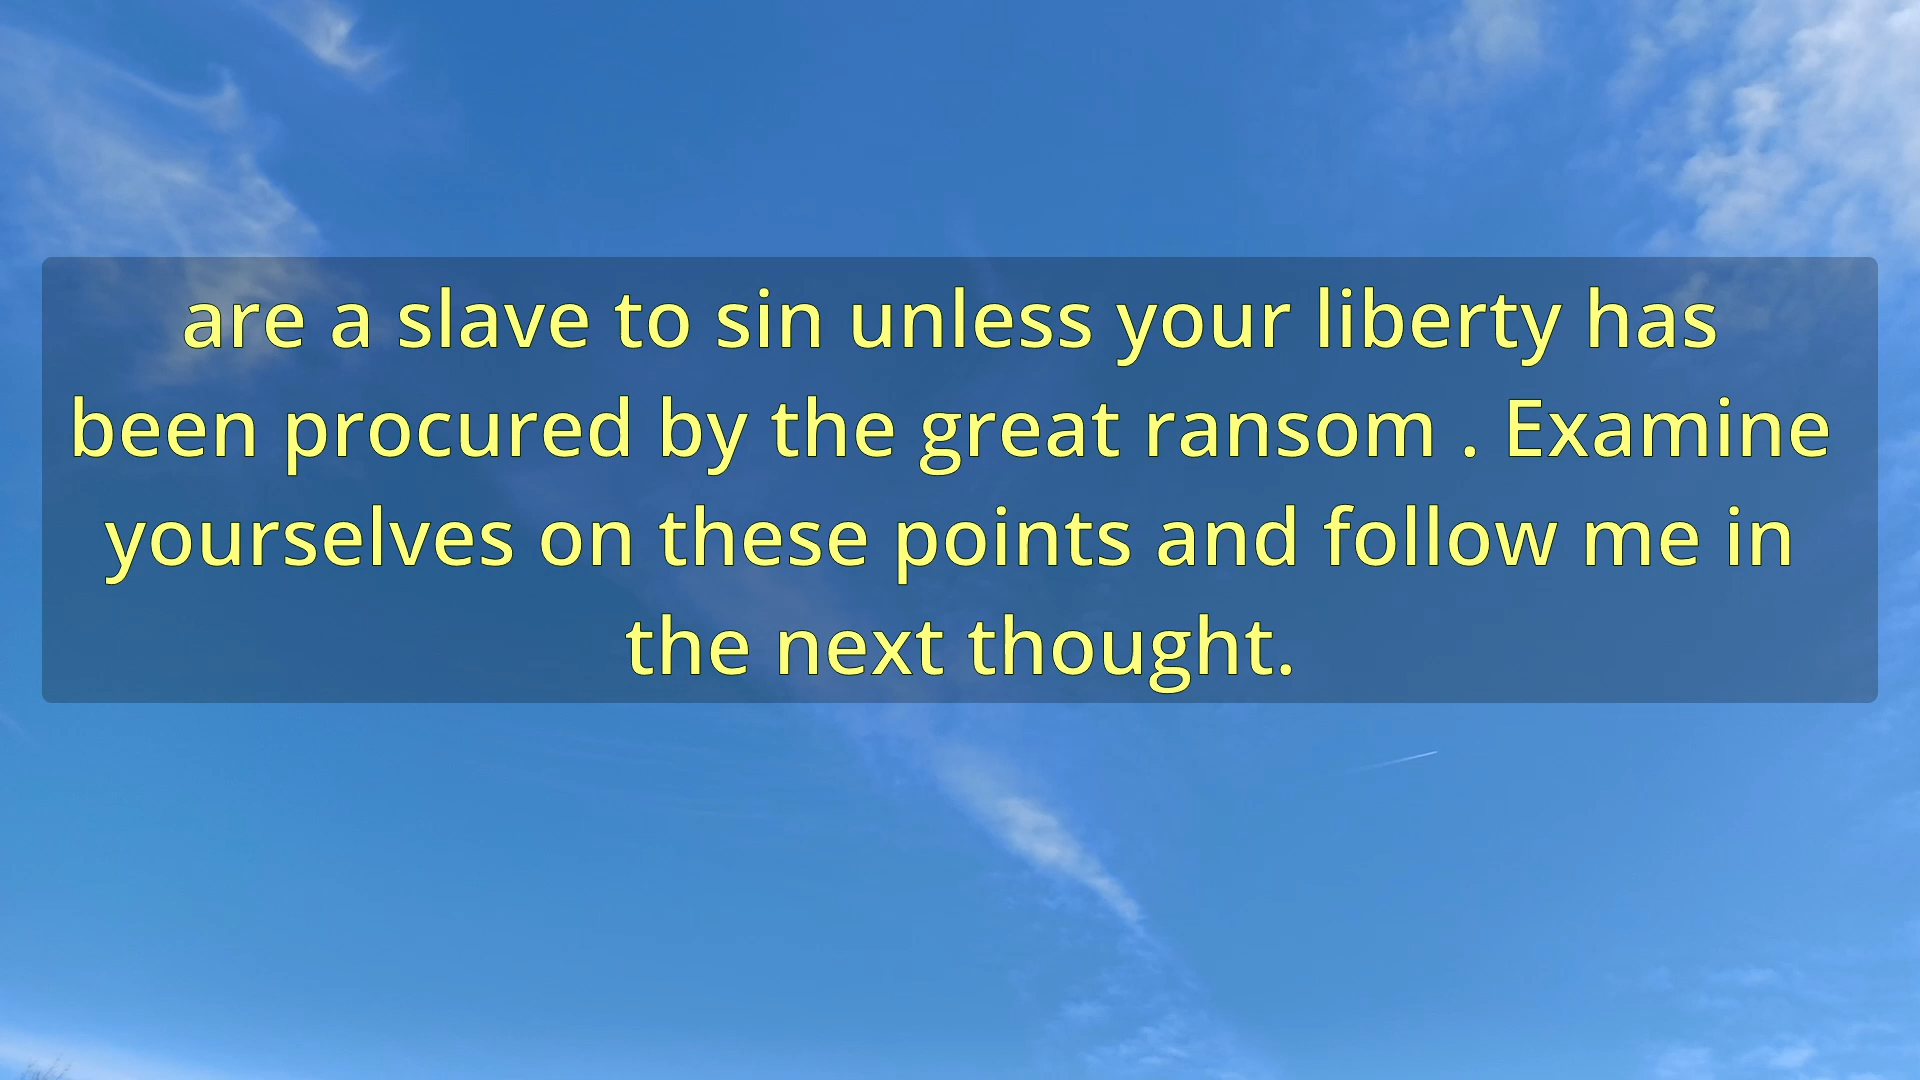 are a slave to sin unless your liberty has
been procured by the great ransom . Examine
yourselves on these points and follow me in
the next thought.